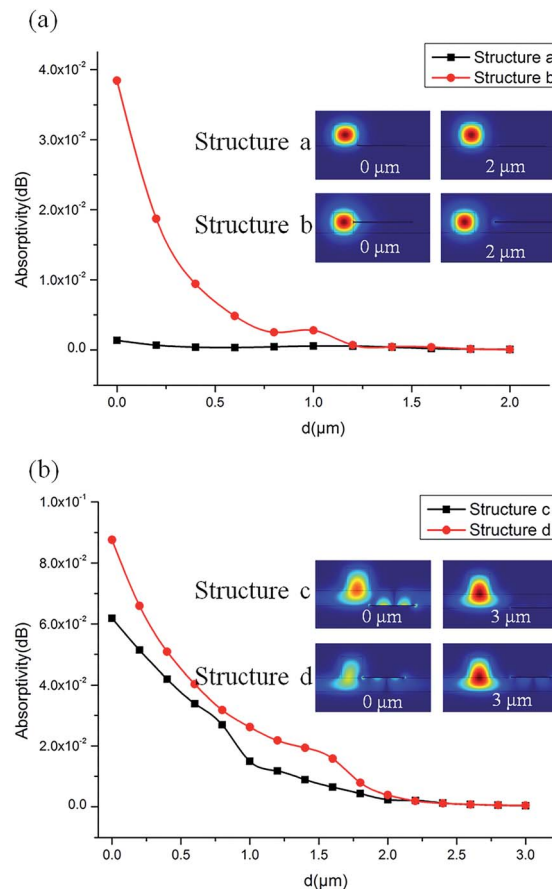 (a)
Structure a
Structure b
4.0x10⁻²
3.0x10⁻²
2.0x10⁻²
1.0x10⁻²
0.0
Absorptivity(dB)
Structure a
0 μm
2 μm
Structure b
0 μm
2 μm
0.0
0.5
1.0
1.5
2.0
d(μm)
(b)
Structure c
Structure d
1.0x10⁻¹
8.0x10⁻²
6.0x10⁻²
4.0x10⁻²
2.0x10⁻²
0.0
Absorptivity(dB)
Structure c
0 μm
3 μm
Structure d
0 μm
3 μm
0.0
0.5
1.0
1.5
2.0
2.5
3.0
d(μm)